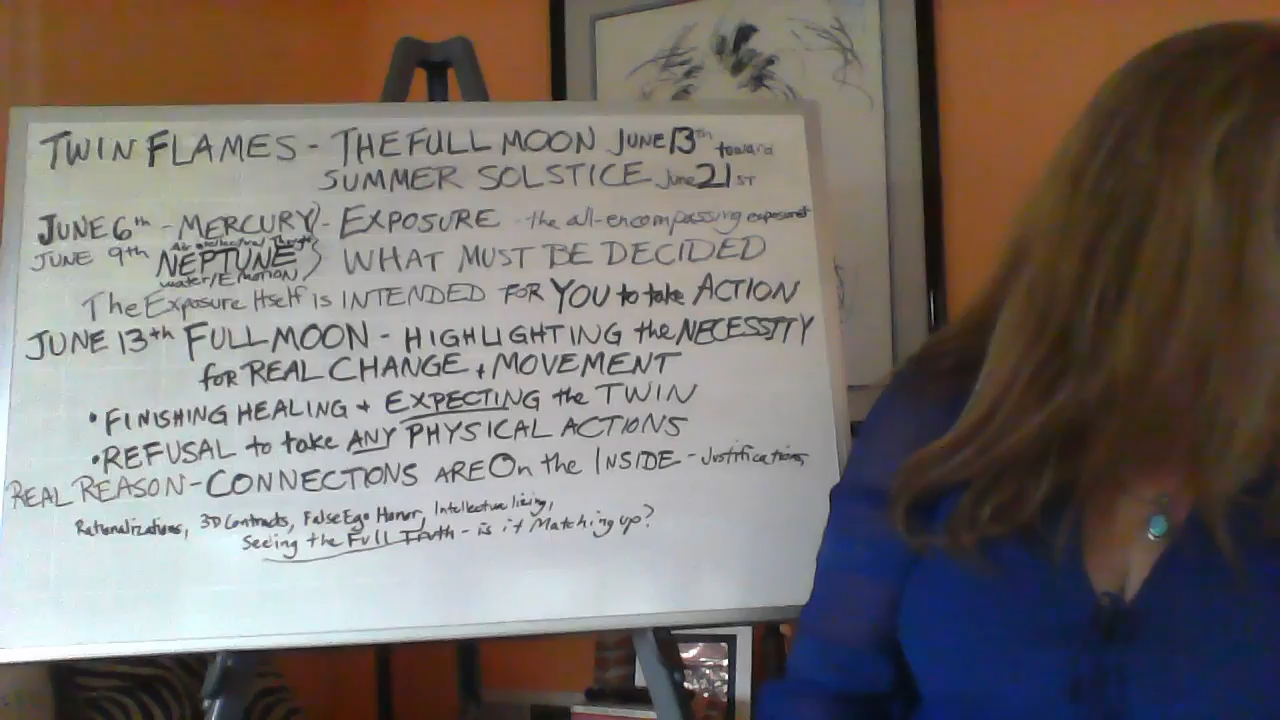 TWIN FLAMES - THE FULL MOON JUNE 13th toward
SUMMER SOLSTICE June 21ST
JUNE 6th - MERCURY) - EXPOSURE - the all-encompassing exposure
Air
JUNE 9th NEPTUNE } WHAT MUST BE DECIDED
water/EMOTION
The Exposure Itself is INTENDED FOR YOU to take ACTION
JUNE 13th FULL MOON - HIGHLIGHTING the NECESSITY
for REAL CHANGE + MOVEMENT
• FINISHING HEALING + EXPECTING the TWIN
• REFUSAL to take ANY PHYSICAL ACTIONS
REAL REASON - CONNECTIONS ARE On the INSIDE - Justifications,
Rationalizations, 3D Contracts, False Ego Honor, Intellectualizing,
Seeing the Full Truth - is it Matching up?